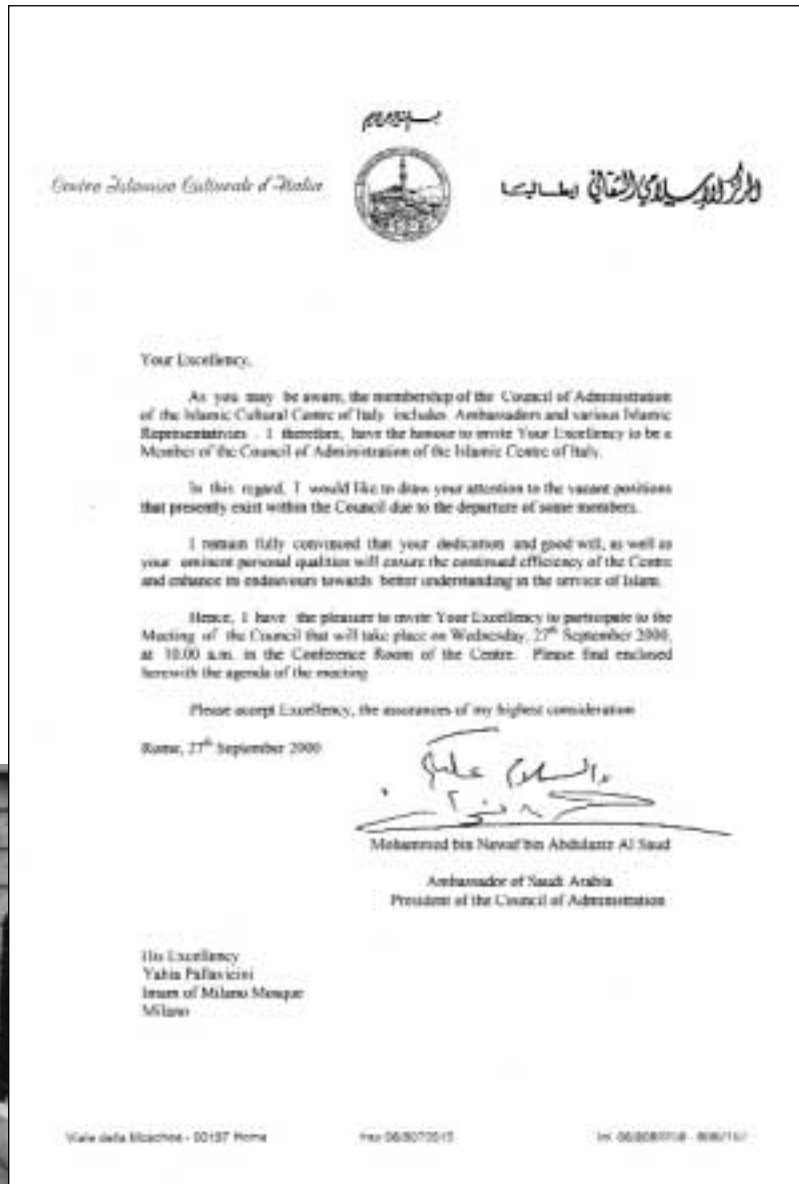 Centro Islamico Culturale d'Italia
المركز الإسلامي الثقافي بإيطاليا
Your Excellency,
As you may be aware, the membership of the Council of Administration
of the Islamic Cultural Centre of Italy includes Ambassadors and various Islamic
Representatives . I therefore, have the honour to invite Your Excellency to be a
Member of the Council of Administration of the Islamic Centre of Italy.
In this regard, I would like to draw your attention to the vacant positions
that presently exist within the Council due to the departure of some members.
I remain fully convinced that your dedication and good will, as well as
your eminent personal qualities will ensure the continued efficiency of the Centre
and enhance its endeavours towards better understanding in the service of Islam.
Hence, I have the pleasure to invite Your Excellency to participate to the
Meeting of the Council that will take place on Wednesday, 27th September 2000,
at 10.00 a.m. in the Conference Room of the Centre. Please find enclosed
herewith the agenda of the meeting
Please accept Excellency, the assurances of my highest consideration
Rome, 27th September 2000
والسلام عليكم
Mohammed bin Nawaf bin Abdulaziz Al Saud
Ambassador of Saudi Arabia
President of the Council of Administration
His Excellency
Yahia Pallavicini
Imam of Milano Mosque
Milano
Viale della Moschea - 00197 Roma